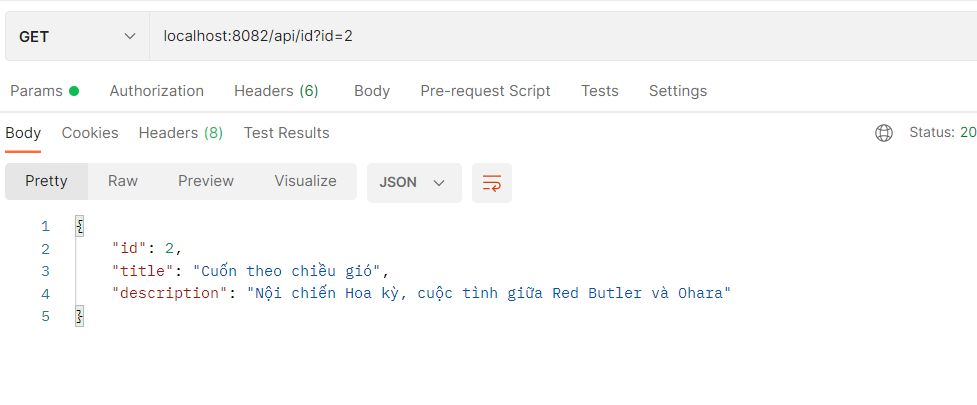 GET localhost:8082/api/id?id=2
Params Authorization Headers (6) Body Pre-request Script Tests Settings
Body Cookies Headers (8) Test Results Status: 20
Pretty Raw Preview Visualize JSON
1 {
2 "id": 2,
3 "title": "Cuốn theo chiều gió",
4 "description": "Nội chiến Hoa kỳ, cuộc tình giữa Red Butler và Ohara"
5 }